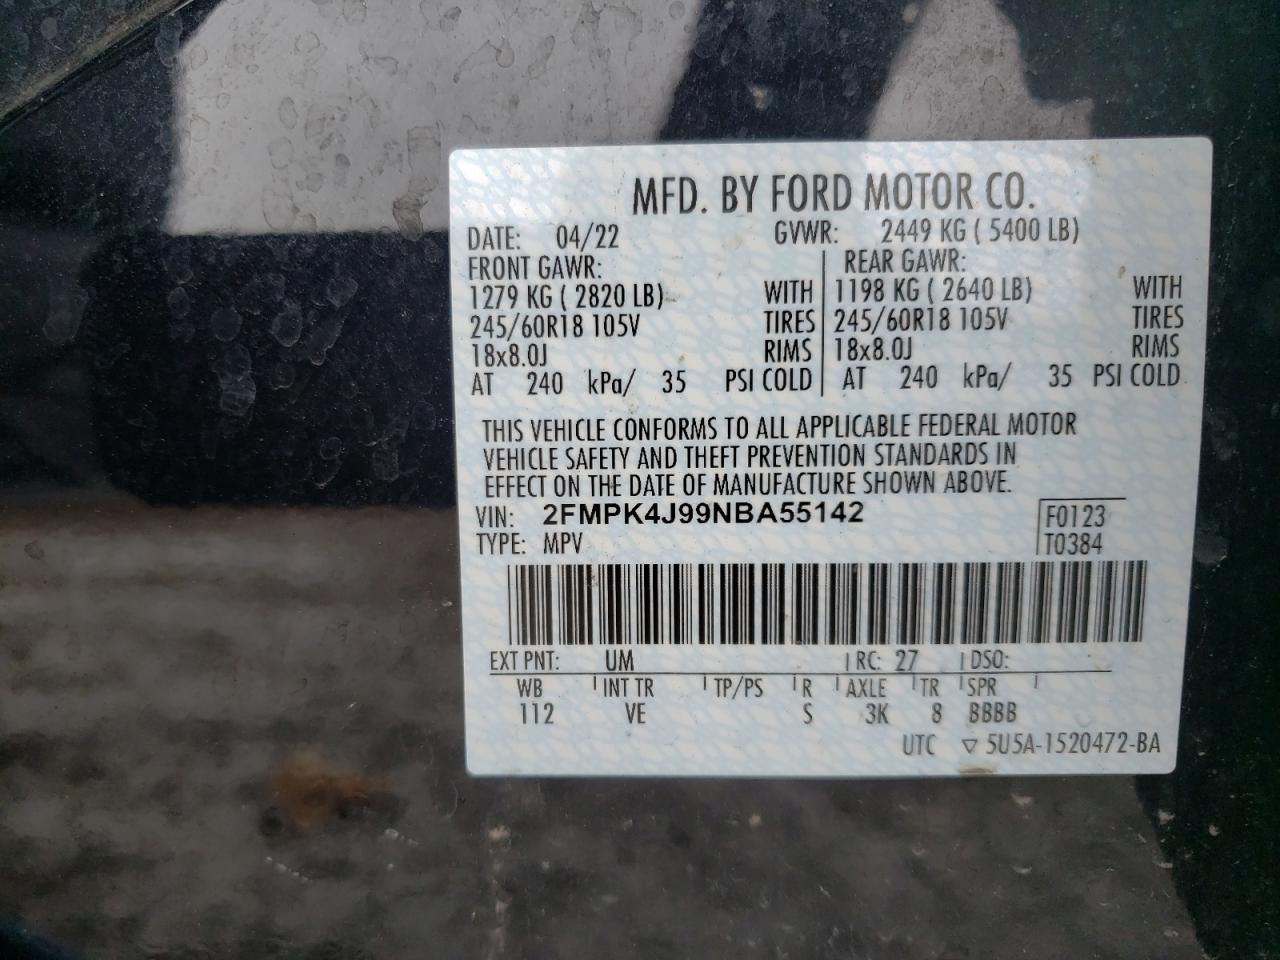 MFD. BY FORD MOTOR CO.
DATE: 04/22 GVWR: 2449 KG ( 5400 LB)
FRONT GAWR: REAR GAWR:
1279 KG ( 2820 LB) WITH 1198 KG ( 2640 LB) WITH
245/60R18 105V TIRES 245/60R18 105V TIRES
18x8.0J RIMS 18x8.0J RIMS
AT 240 kPa/ 35 PSI COLD AT 240 kPa/ 35 PSI COLD
THIS VEHICLE CONFORMS TO ALL APPLICABLE FEDERAL MOTOR
VEHICLE SAFETY AND THEFT PREVENTION STANDARDS IN
EFFECT ON THE DATE OF MANUFACTURE SHOWN ABOVE.
VIN: 2FMPK4J99NBA55142 F0123
TYPE: MPV T0384
EXT PNT: UM RC: 27 DSO:
WB INT TR TP/PS R AXLE TR SPR
112 VE S 3K 8 BBBB
UTC ▽ 5U5A-1520472-BA